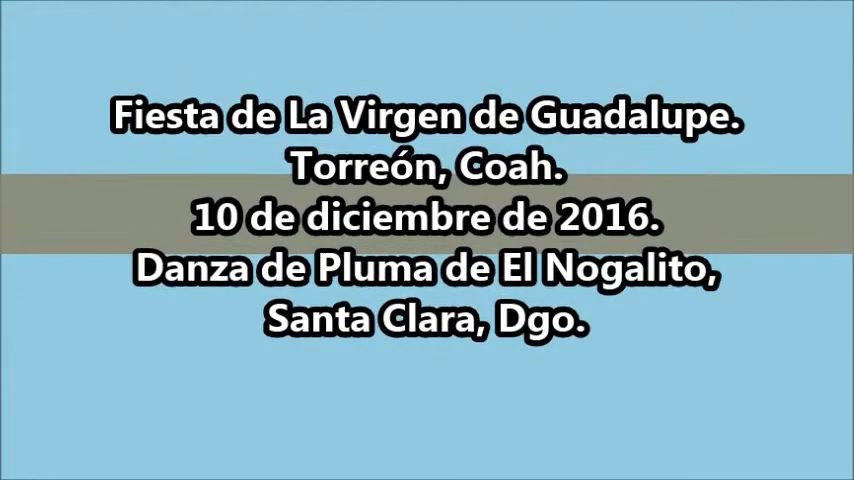 Fiesta de La Virgen de Guadalupe.
Torreón, Coah.
10 de diciembre de 2016.
Danza de Pluma de El Nogalito,
Santa Clara, Dgo.